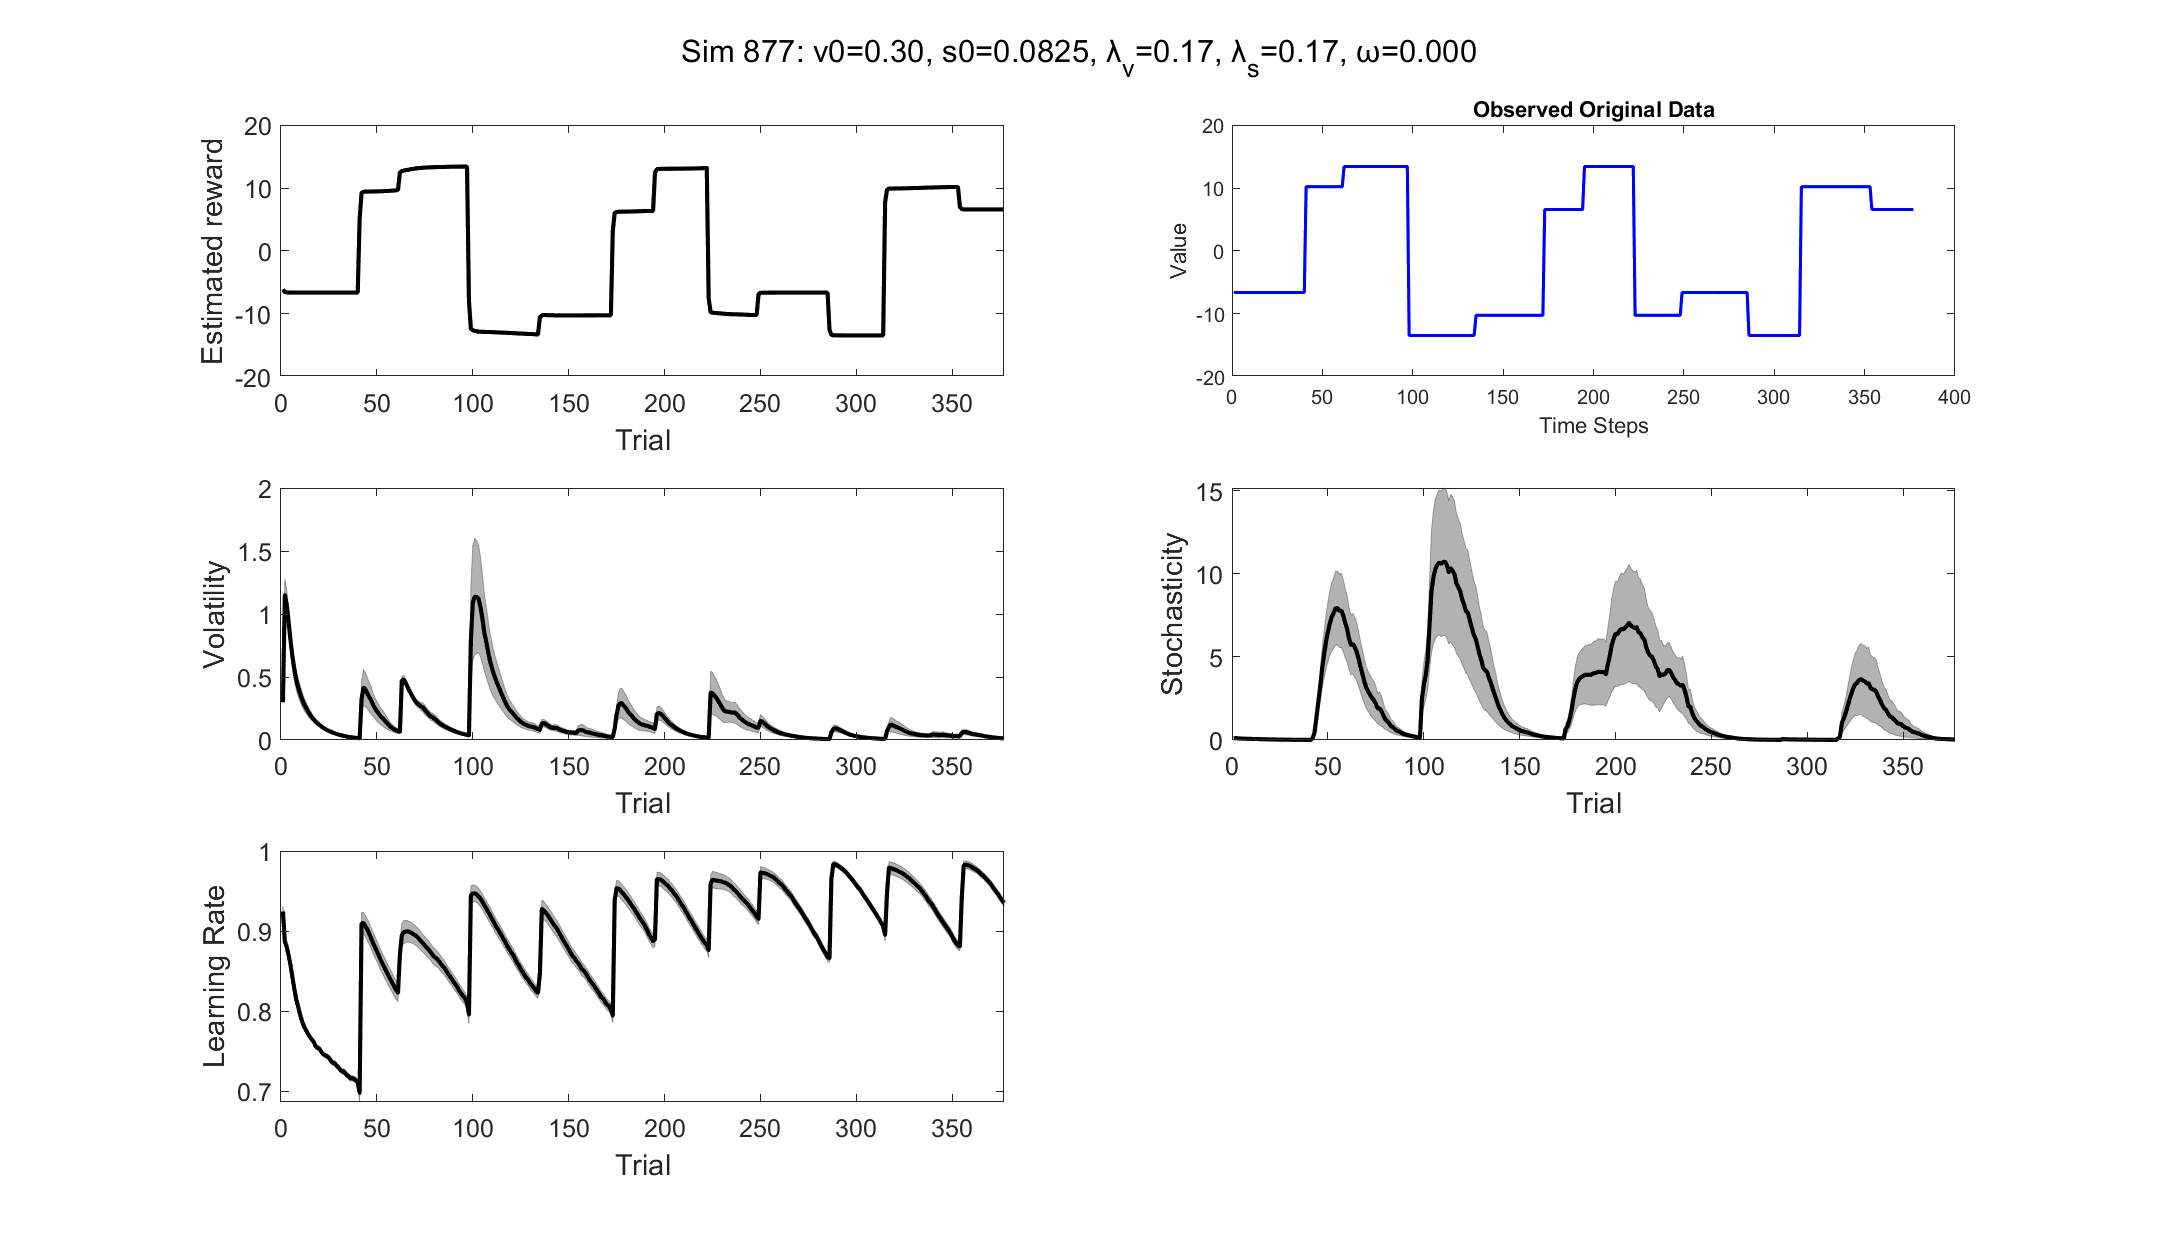 Sim 877: v0=0.30, s0=0.0825, λv=0.17, λs=0.17, ω=0.000
Estimated reward
20
10
0
-10
-20
0 50 100 150 200 250 300 350
Trial
Observed Original Data
Value
20
10
0
-10
-20
0 50 100 150 200 250 300 350 400
Time Steps
Volatility
2
1.5
1
0.5
0
0 50 100 150 200 250 300 350
Trial
Stochasticity
15
10
5
0
0 50 100 150 200 250 300 350
Trial
Learning Rate
1
0.9
0.8
0.7
0 50 100 150 200 250 300 350
Trial